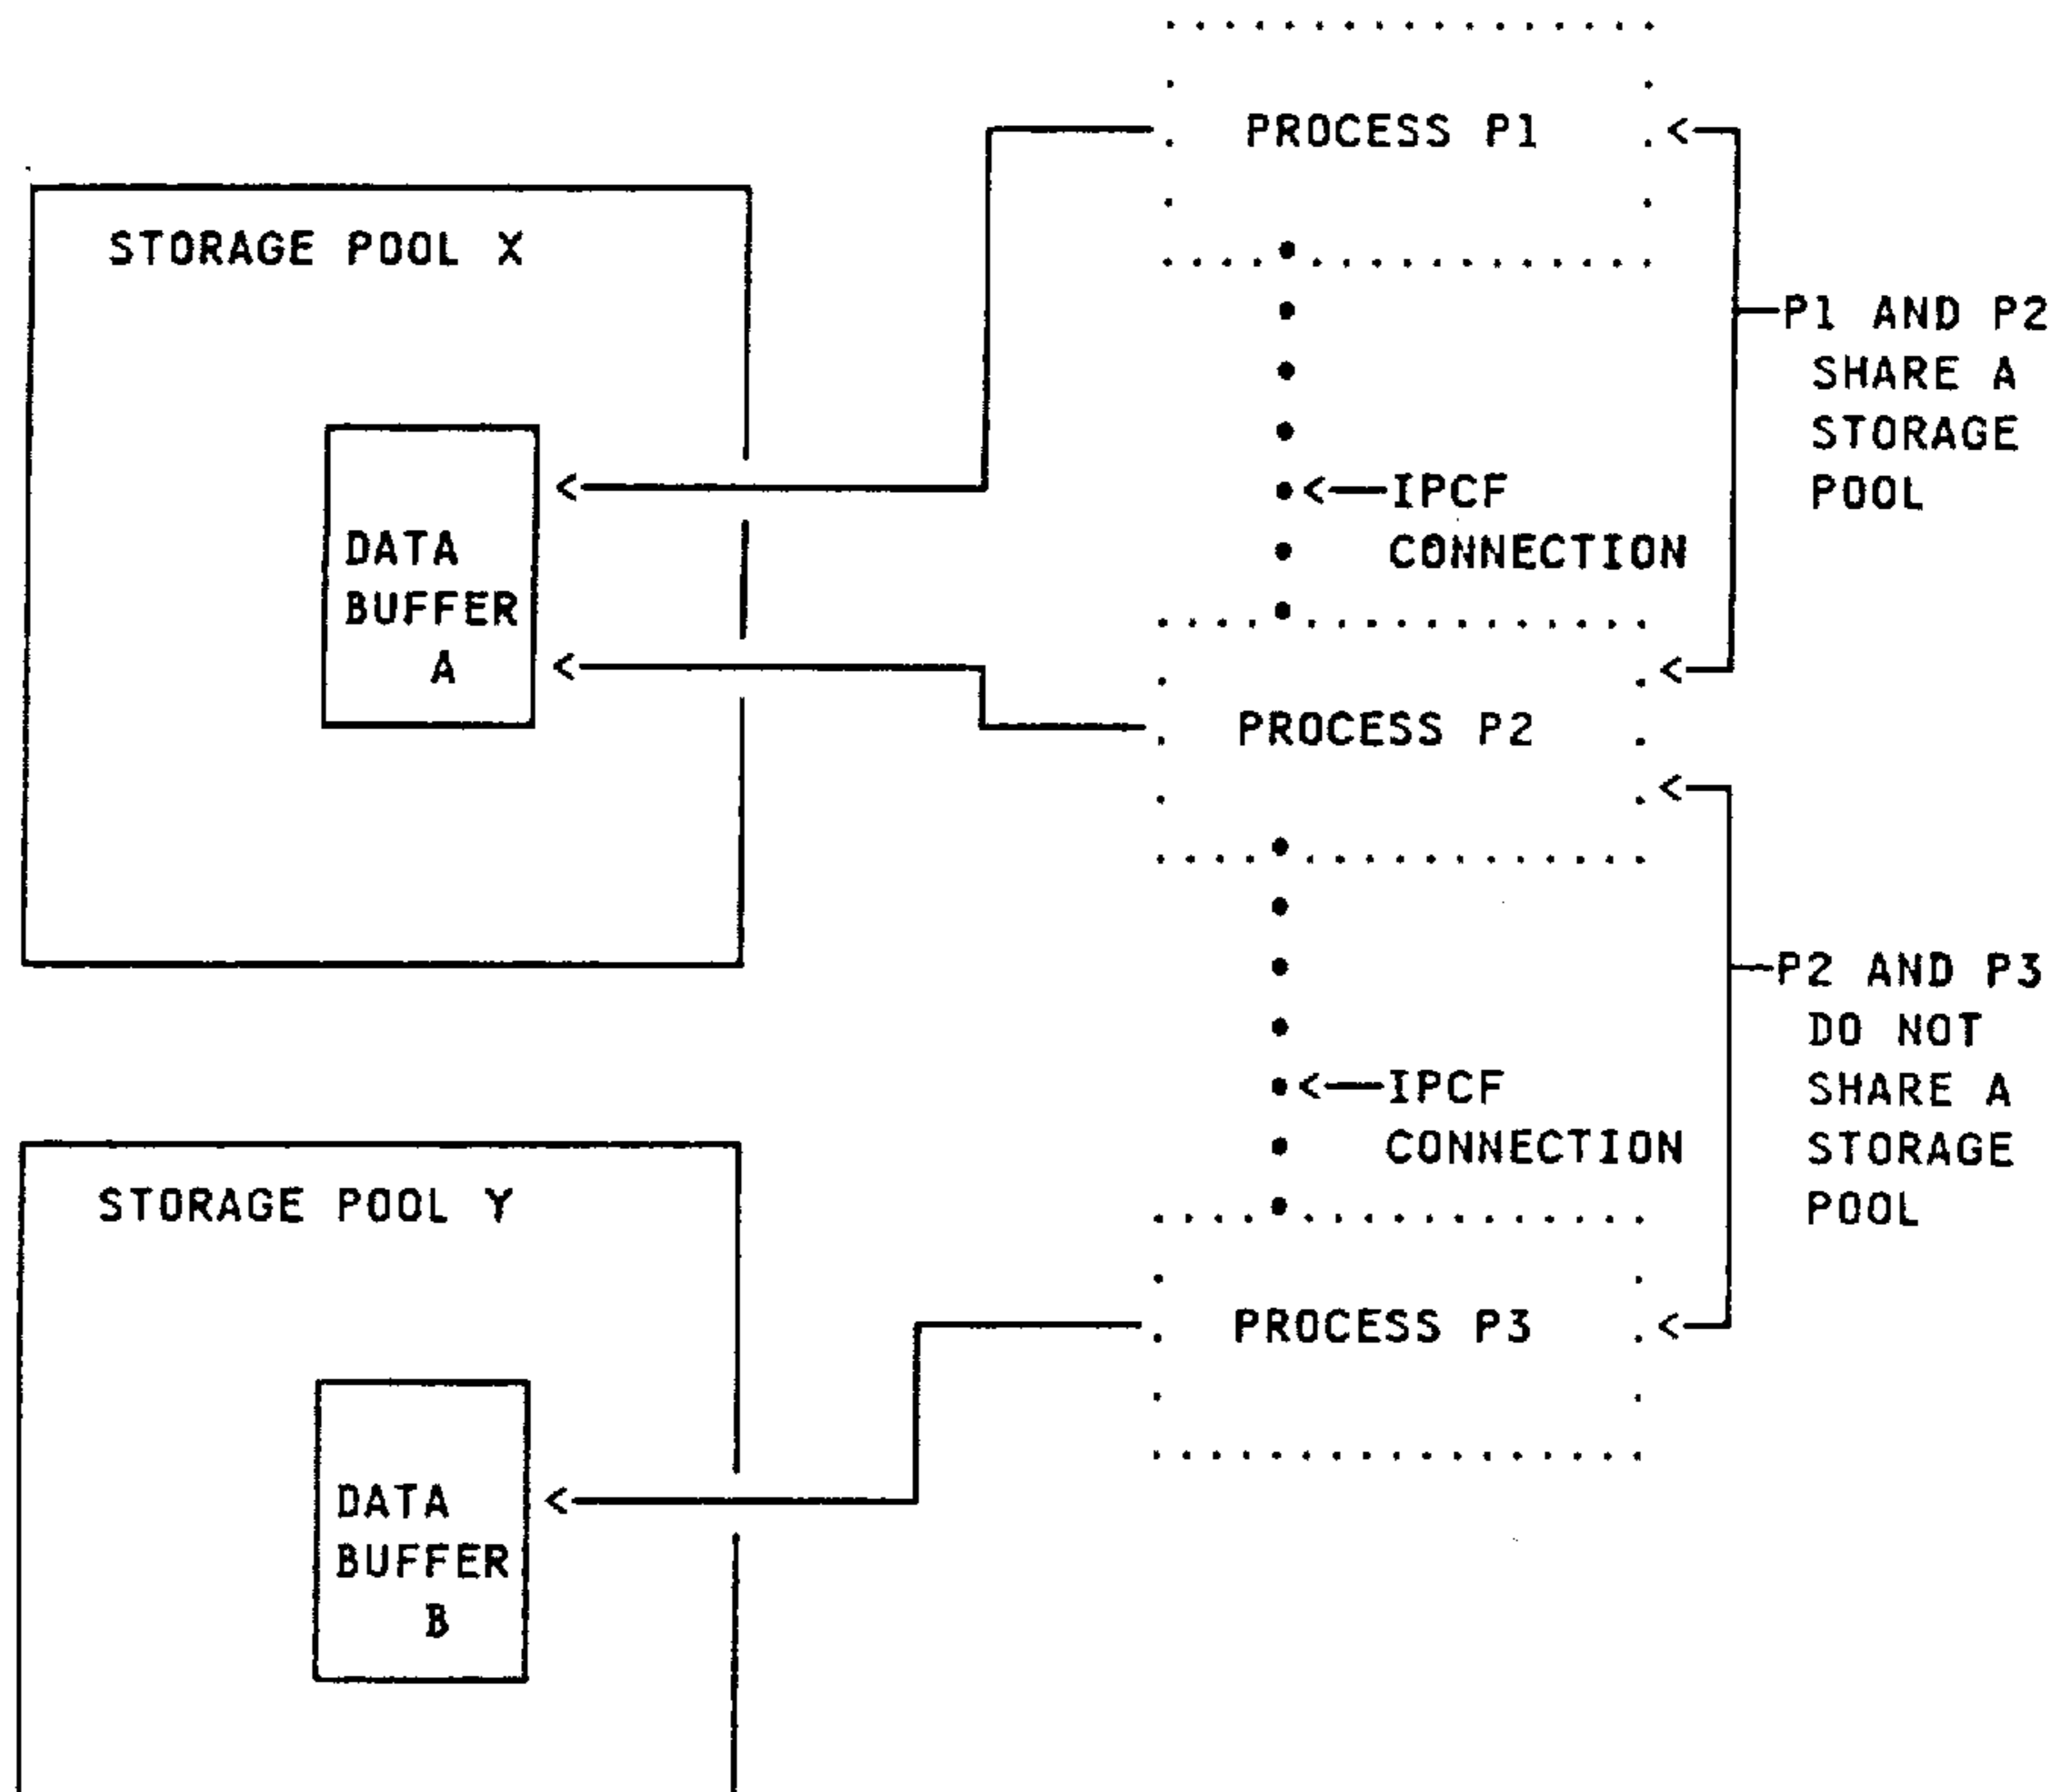 PROCESS P1
STORAGE POOL X
P1 AND P2
SHARE A
STORAGE
POOL
IPCF
CONNECTION
DATA
BUFFER
A
PROCESS P2
P2 AND P3
DO NOT
SHARE A
STORAGE
POOL
IPCF
CONNECTION
STORAGE POOL Y
PROCESS P3
DATA
BUFFER
B